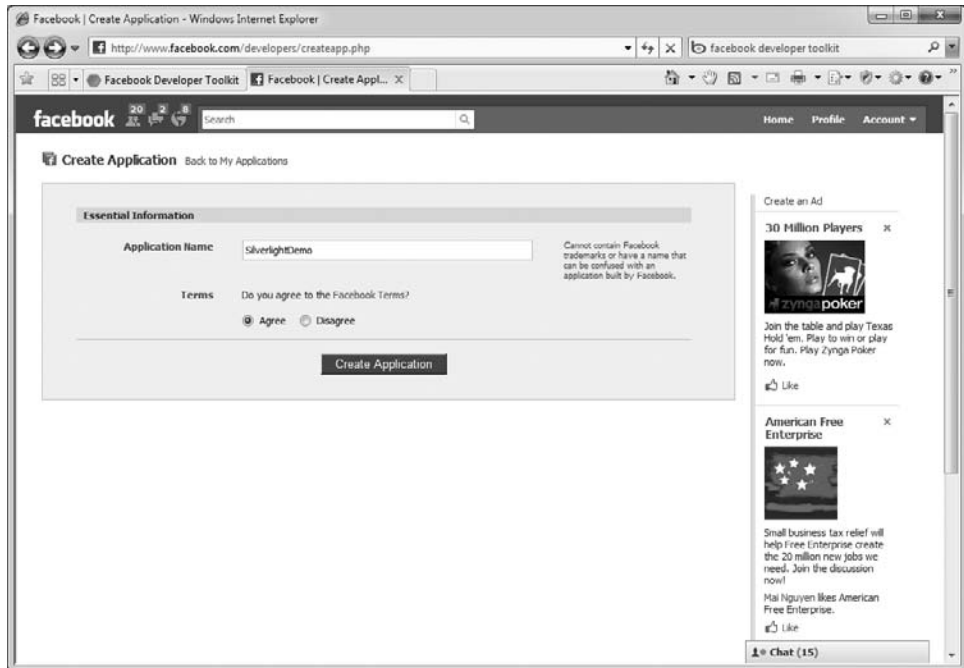 Facebook | Create Application - Windows Internet Explorer
http://www.facebook.com/developers/createapp.php
facebook developer toolkit
Facebook Developer Toolkit
Facebook | Create Appl...
facebook
20
2
8
Search
Home Profile Account
Create Application Back to My Applications
Essential Information
Application Name
SilverlightDemo
Cannot contain Facebook
trademarks or have a name that
can be confused with an
application built by Facebook.
Terms
Do you agree to the Facebook Terms?
Agree Disagree
Create Application
Create an Ad
30 Million Players
zyngapoker
Join the table and play Texas
Hold 'em. Play to win or play
for fun. Play Zynga Poker
now.
Like
American Free
Enterprise
Small business tax relief will
help Free Enterprise create
the 20 million new jobs we
need. Join the discussion
now!
Mai Nguyen likes American
Free Enterprise.
Like
Chat (15)